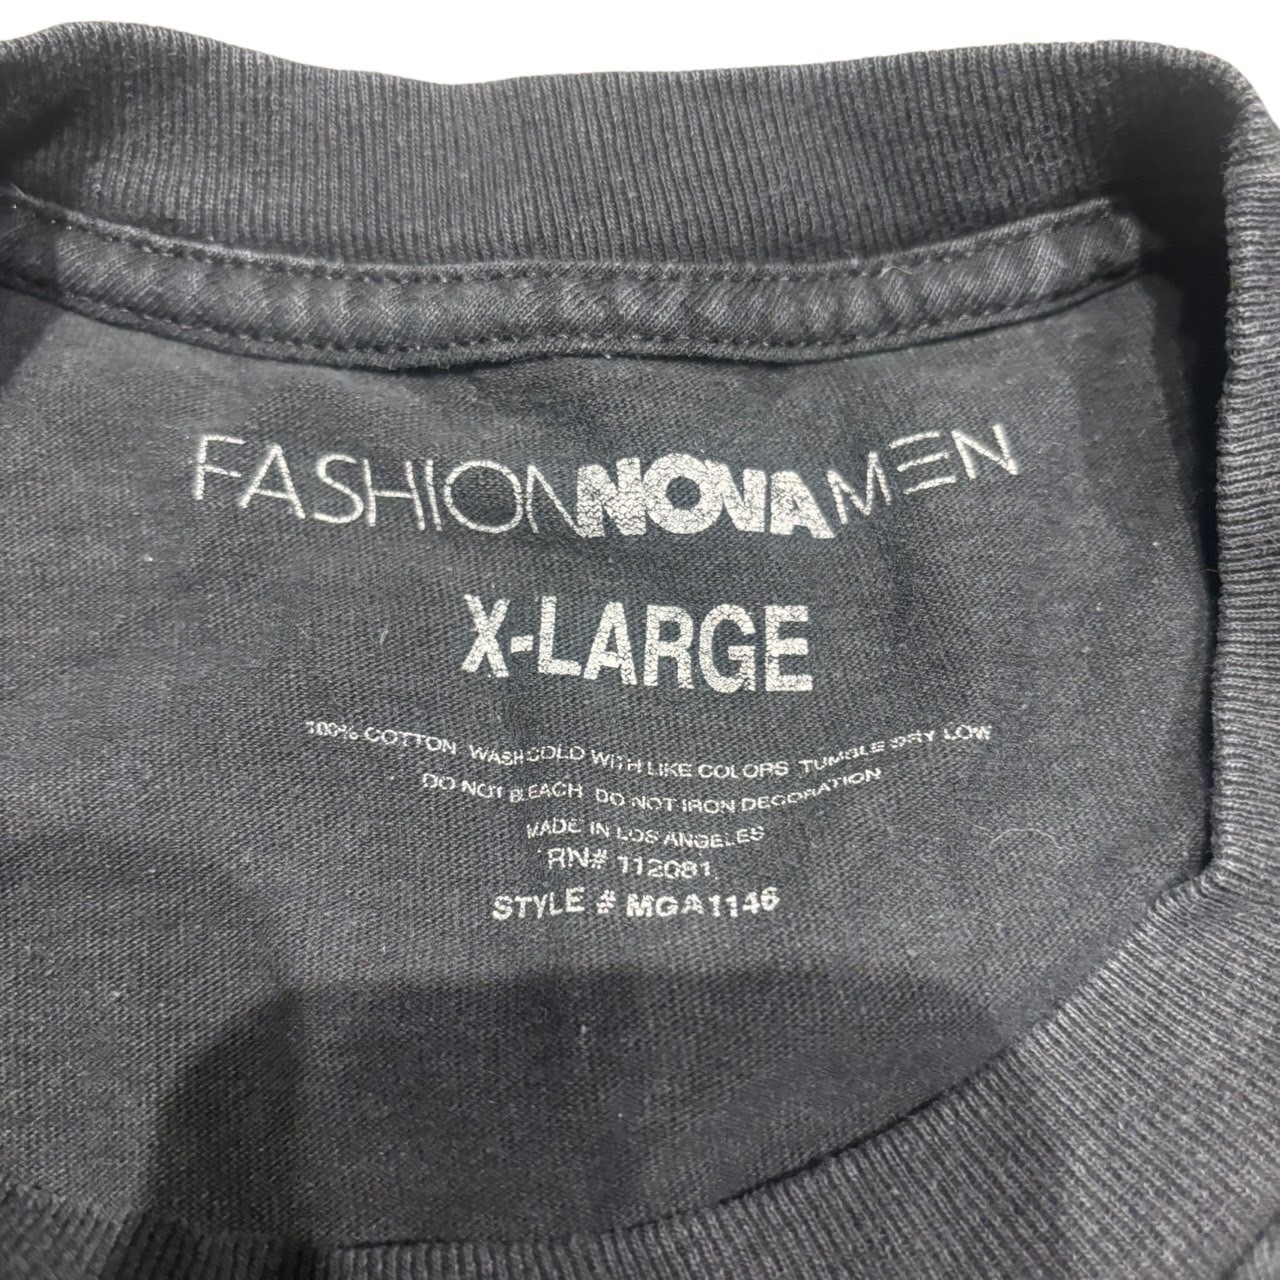 FASHIONNOVAMEN
X-LARGE
100% COTTON WASH COLD WITH LIKE COLORS TUMBLE DRY LOW
DO NOT BLEACH DO NOT IRON DECORATION
MADE IN LOS ANGELES
RN# 112081
STYLE # MGA1146